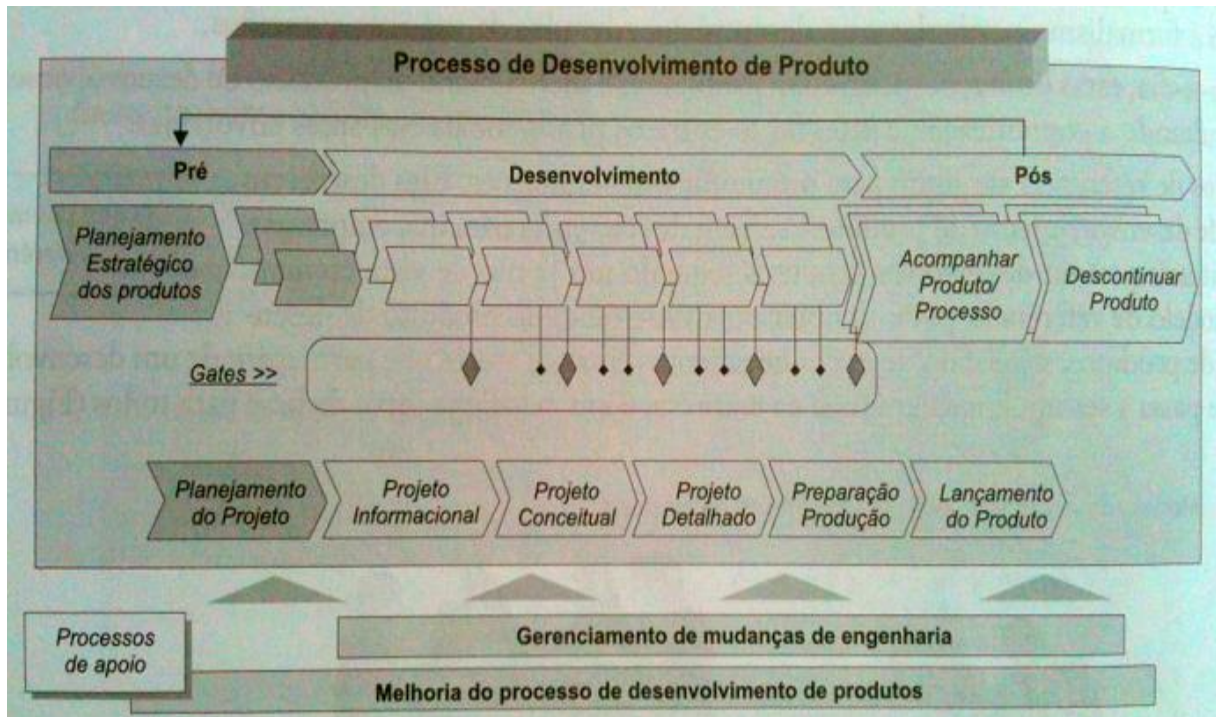 Processo de Desenvolvimento de Produto
Pré
Desenvolvimento
Pós
Planejamento
Estratégico
dos produtos
Acompanhar
Produto/
Processo
Descontinuar
Produto
Gates >>
Planejamento
do Projeto
Projeto
Informacional
Projeto
Conceitual
Projeto
Detalhado
Preparação
Produção
Lançamento
do Produto
Processos
de apoio
Gerenciamento de mudanças de engenharia
Melhoria do processo de desenvolvimento de produtos